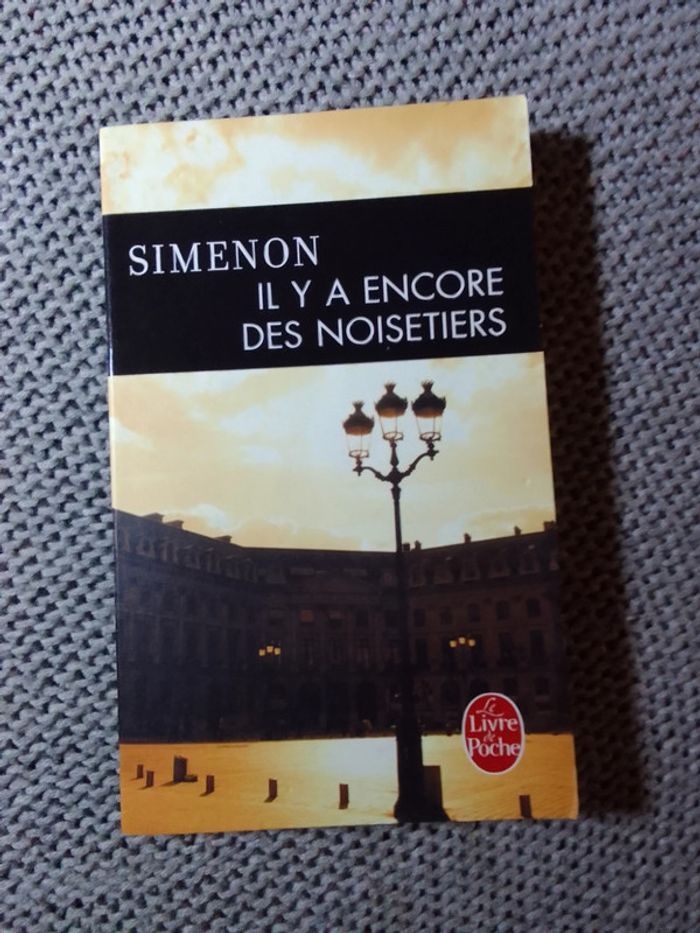 SIMENON
IL Y A ENCORE
DES NOISETIERS
Le
Livre
de
Poche